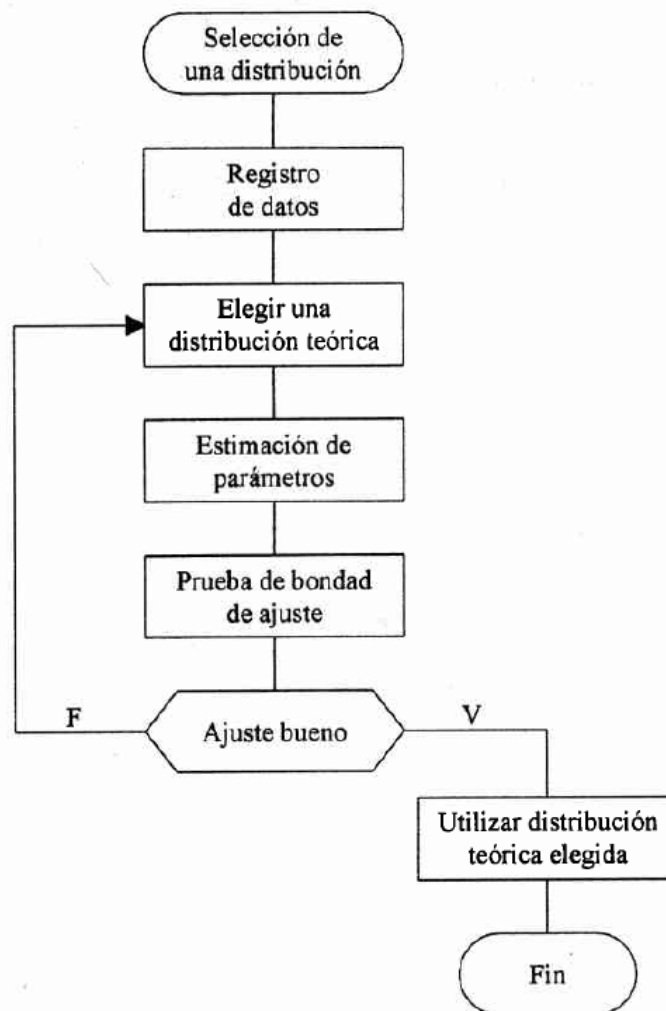 Selección de
una distribución
Registro
de datos
Elegir una
distribución teórica
Estimación de
parámetros
Prueba de bondad
de ajuste
F
Ajuste bueno
V
Utilizar distribución
teórica elegida
Fin